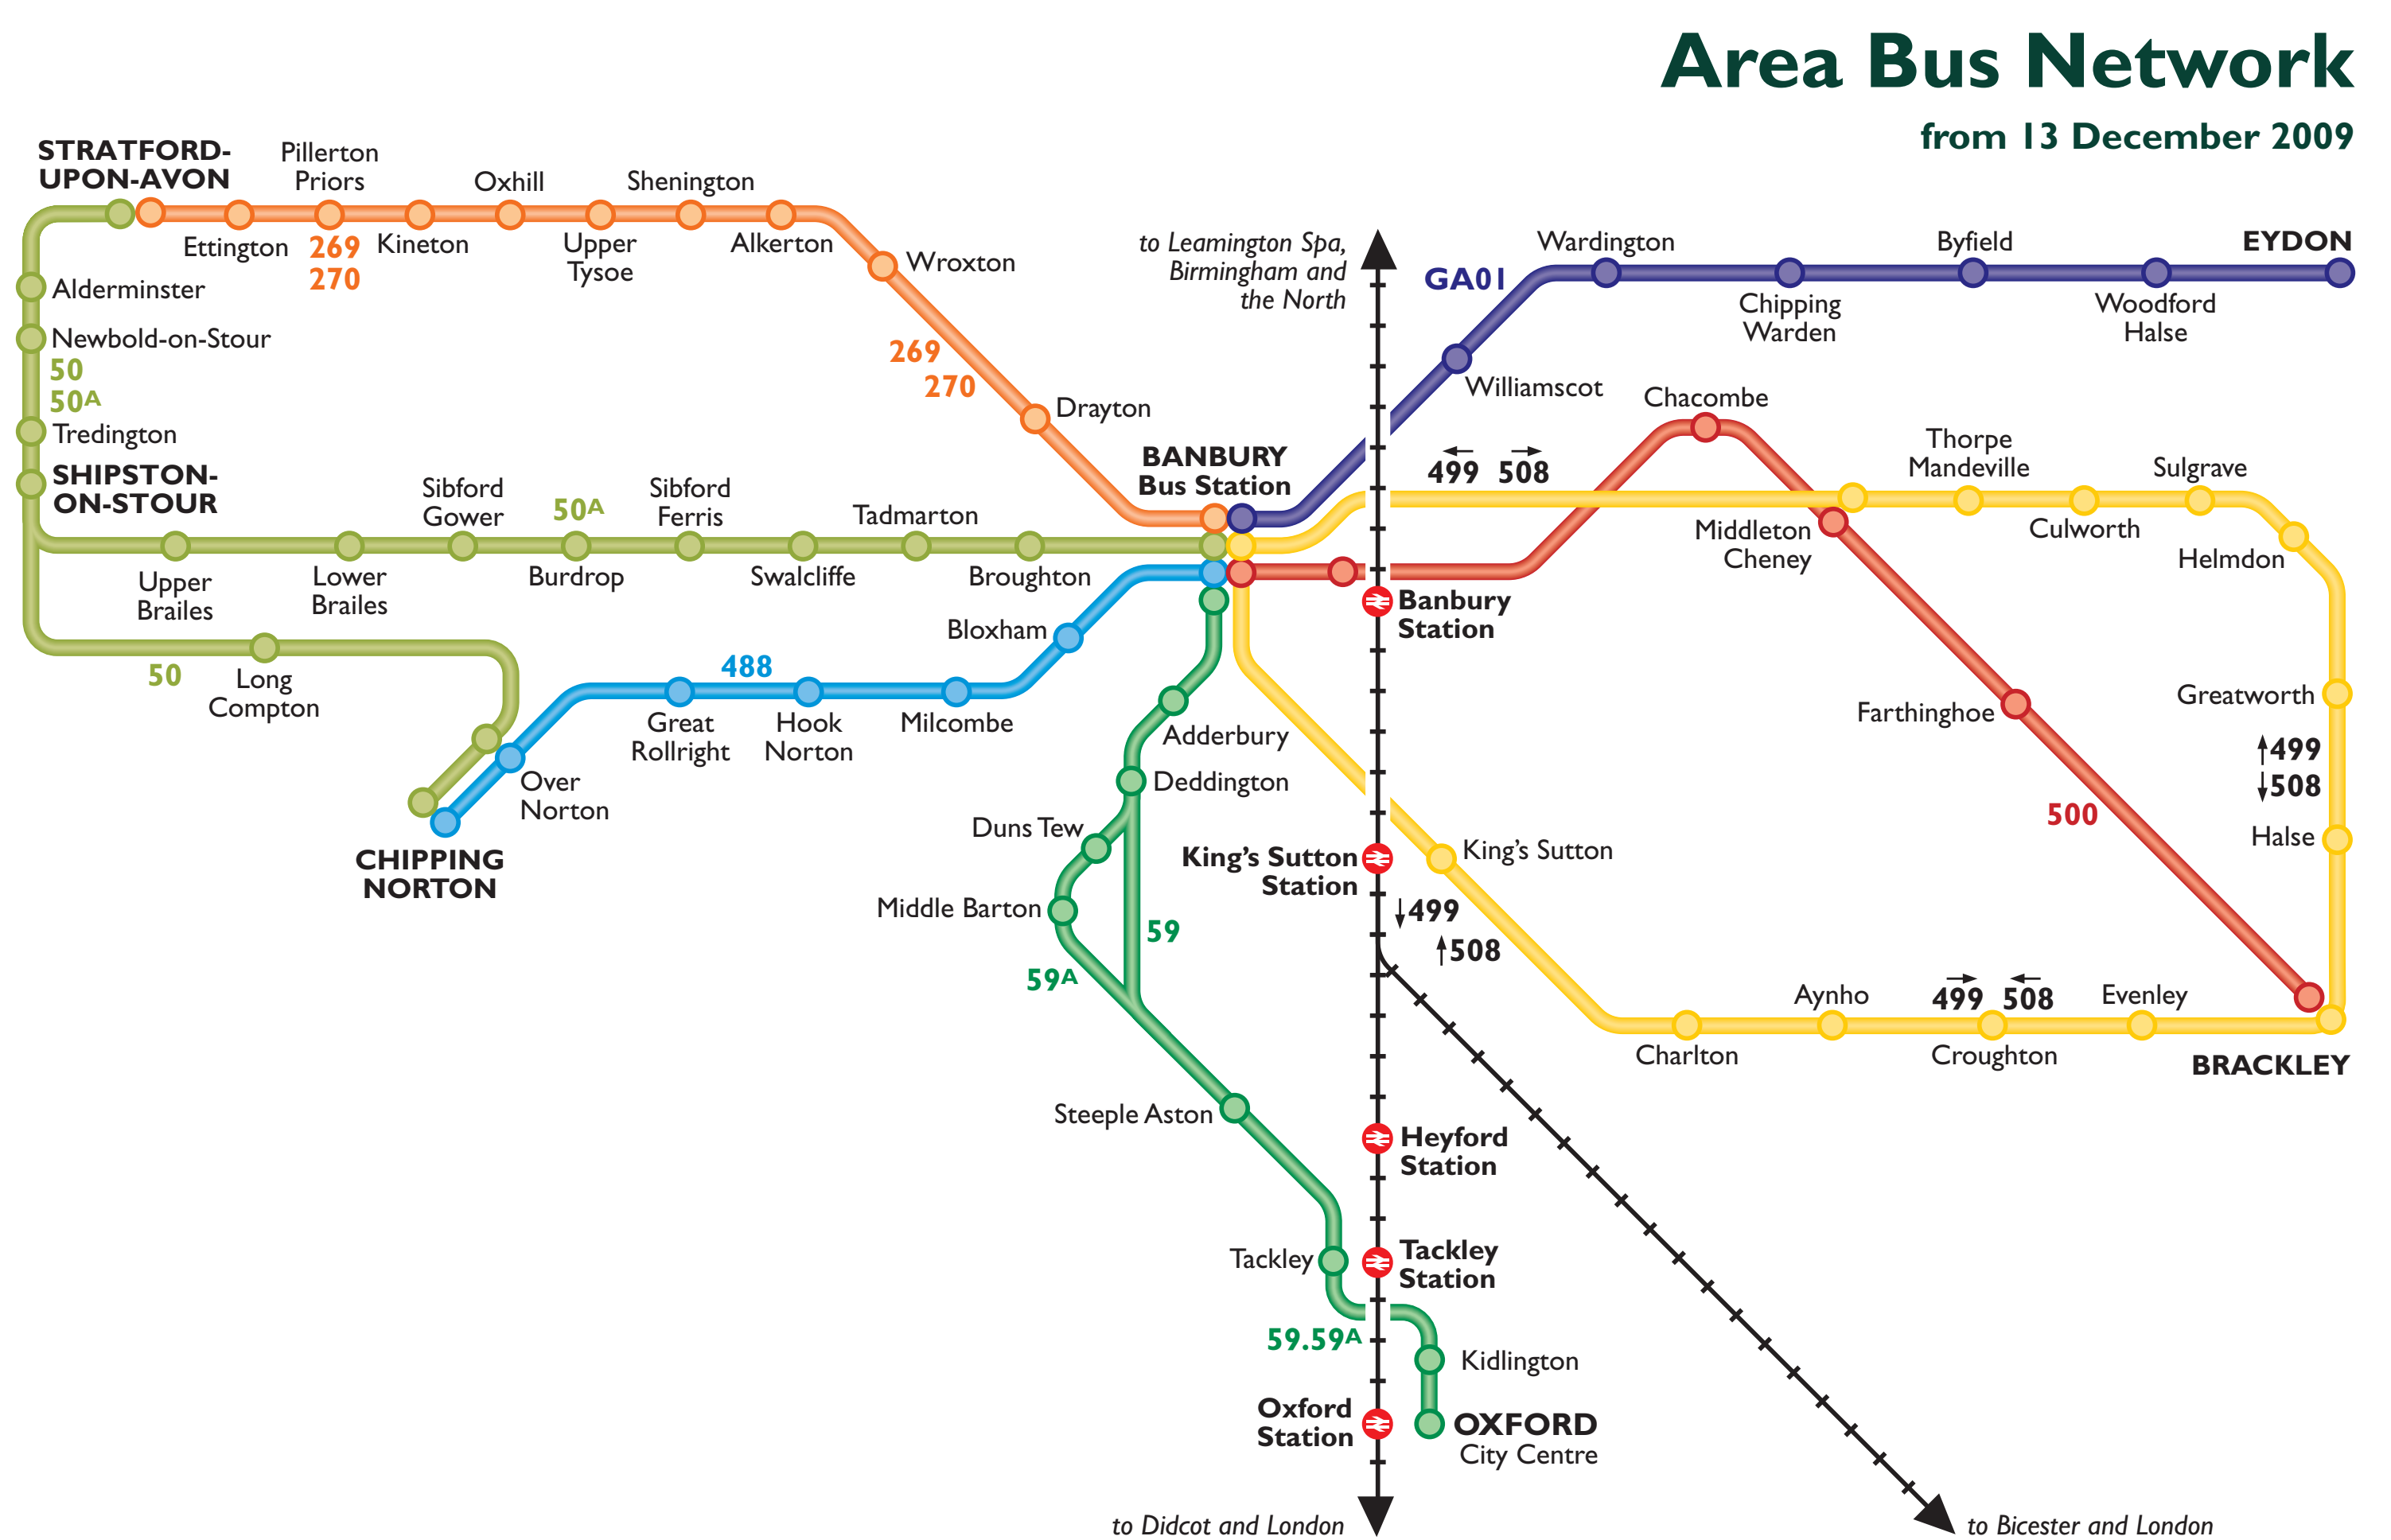 Area Bus Network
from 13 December 2009
STRATFORD-
UPON-AVON
Pillerton
Priors
Oxhill
Shenington
Ettington
269
270
Kineton
Upper
Tysoe
Alkerton
Wroxton
269
270
Drayton
Alderminster
Newbold-on-Stour
50
50A
Tredington
SHIPSTON-
ON-STOUR
Sibford
Gower
50A
Sibford
Ferris
Tadmarton
Upper
Brailes
Lower
Brailes
Burdrop
Swalcliffe
Broughton
50
Long
Compton
Bloxham
488
Great
Rollright
Hook
Norton
Milcombe
Over
Norton
CHIPPING
NORTON
BANBURY
Bus Station
to Leamington Spa,
Birmingham and
the North
GA01
Wardington
Byfield
EYDON
Chipping
Warden
Woodford
Halse
Williamscot
Chacombe
← →
499 508
Thorpe
Mandeville
Sulgrave
Middleton
Cheney
Culworth
Helmdon
Banbury
Station
Farthinghoe
Greatworth
↑499
↓508
500
Halse
Adderbury
Deddington
Duns Tew
Middle Barton
59
59A
King's Sutton
Station
King's Sutton
↓499
↑508
Charlton
Aynho
→ ←
499 508
Croughton
Evenley
BRACKLEY
Steeple Aston
Heyford
Station
Tackley
Tackley
Station
59.59A
Kidlington
Oxford
Station
OXFORD
City Centre
to Didcot and London
to Bicester and London